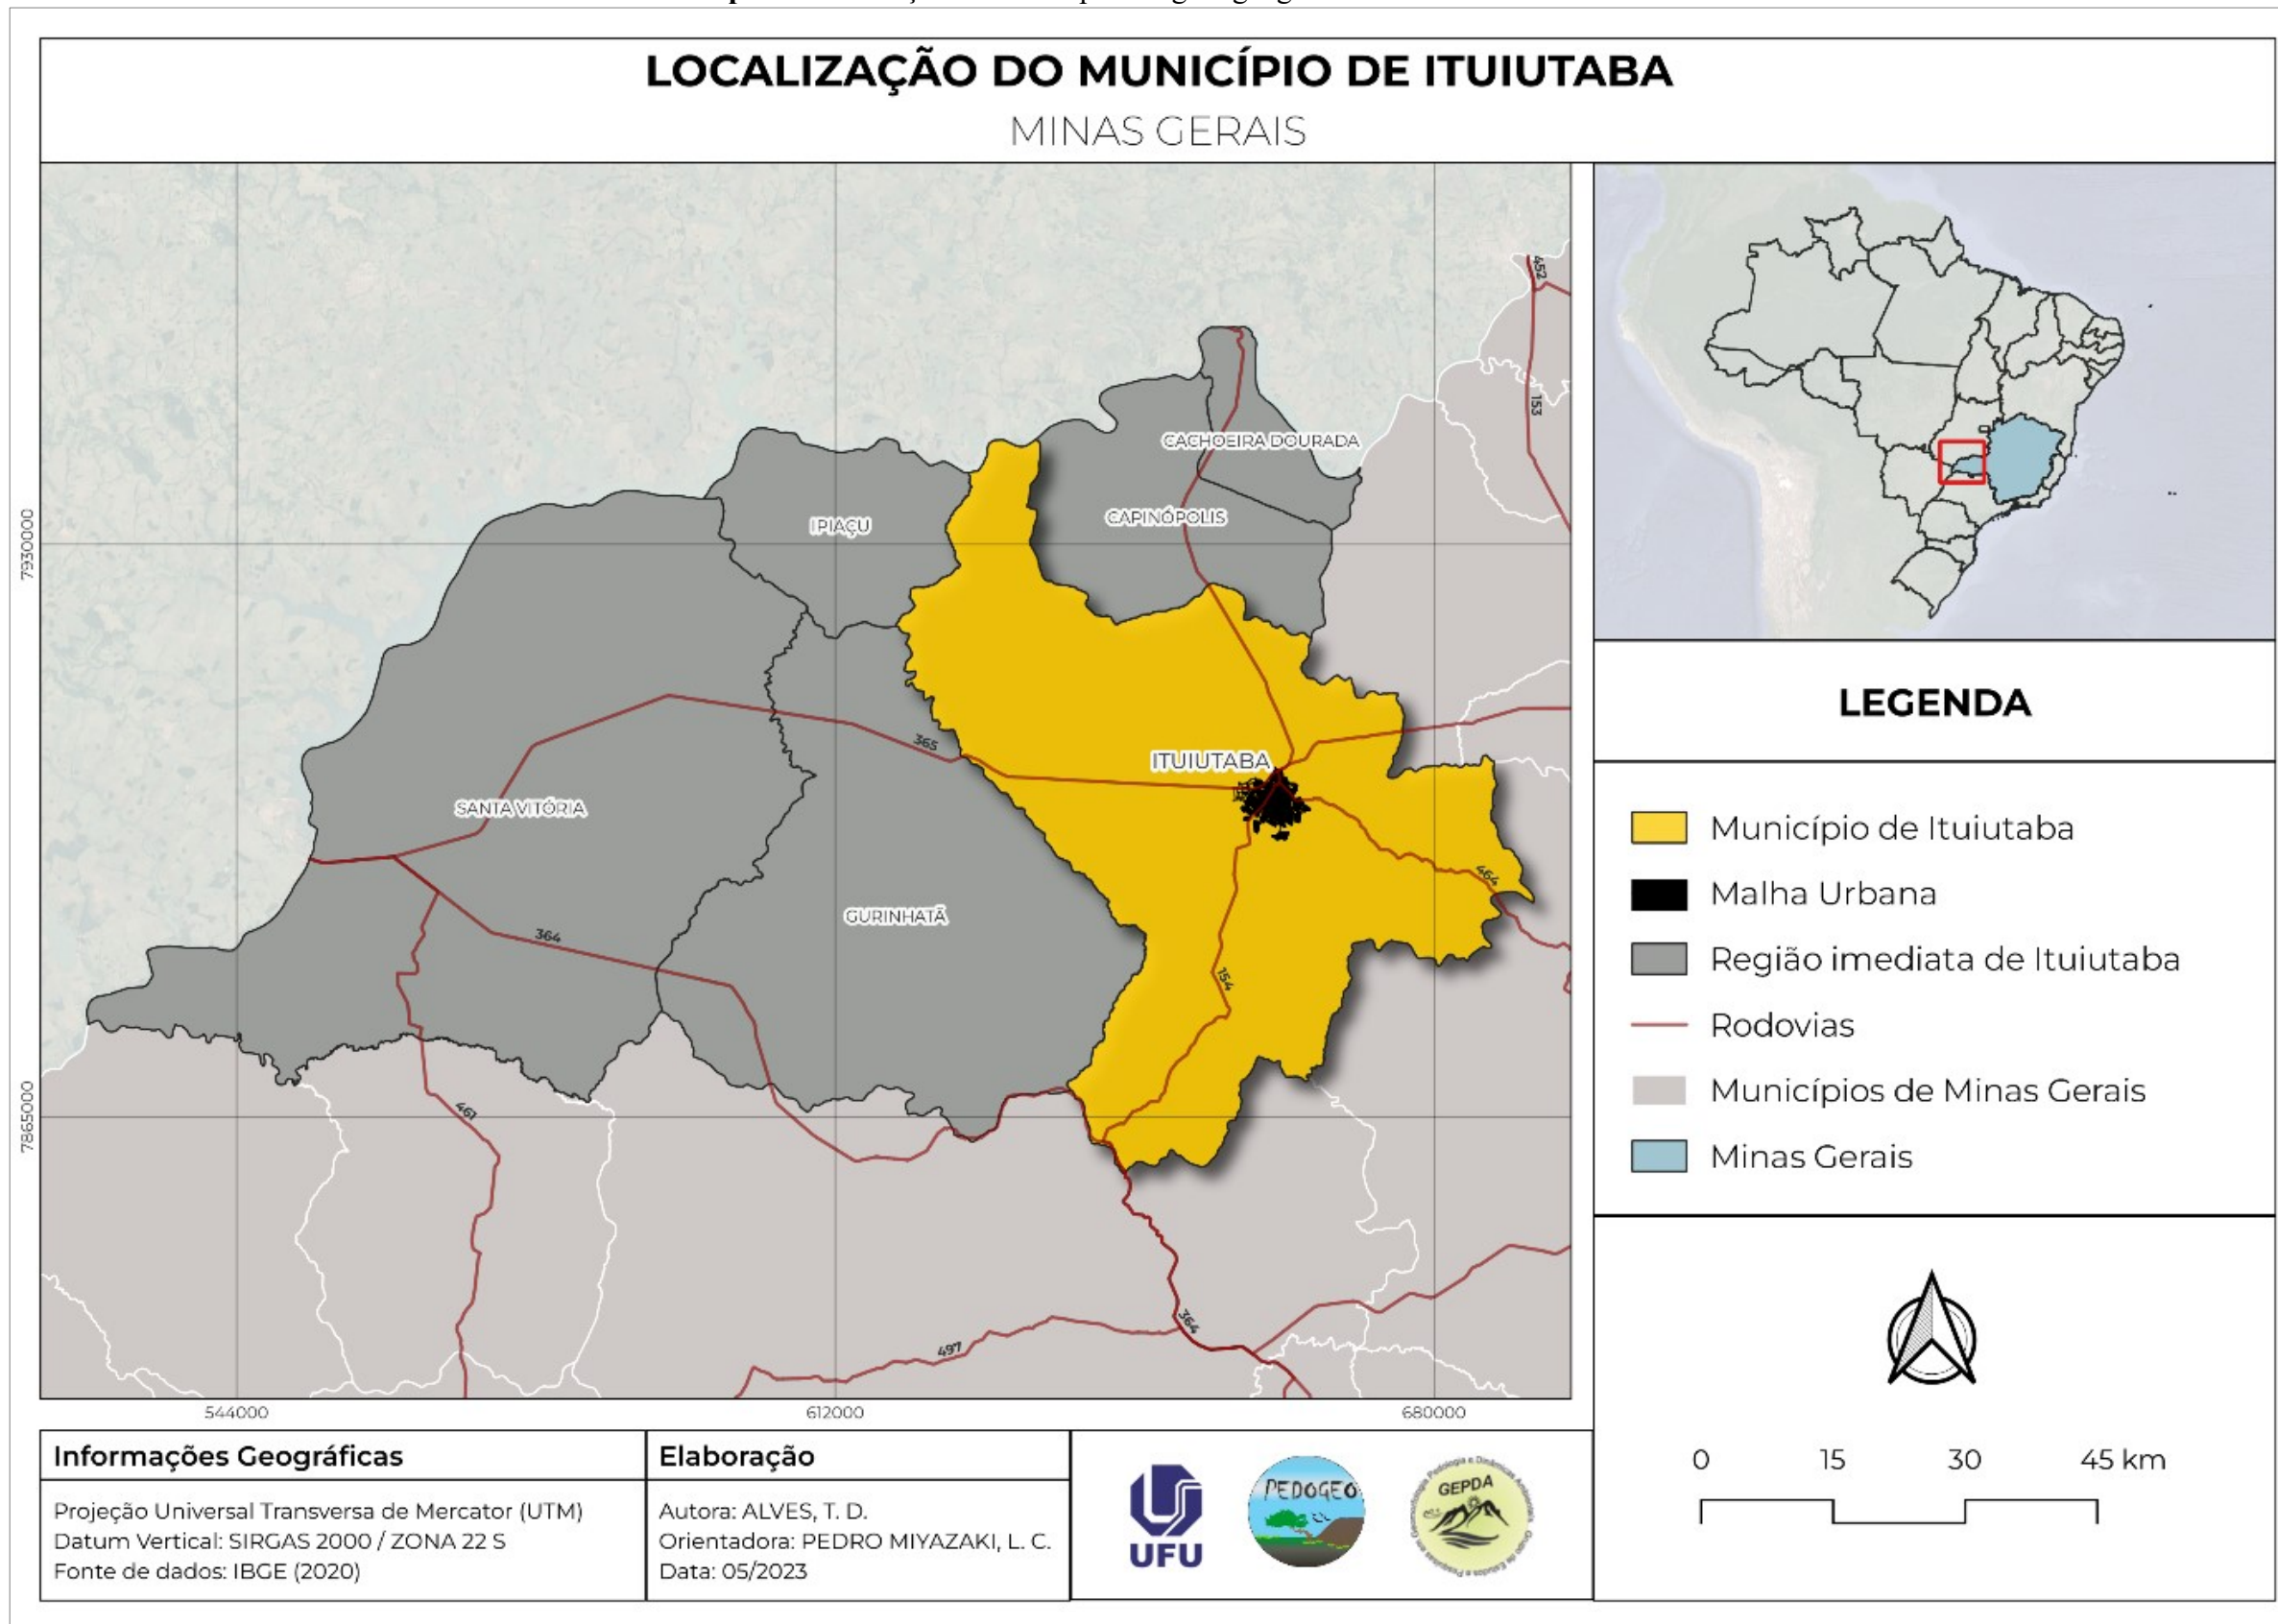 LOCALIZAÇÃO DO MUNICÍPIO DE ITUIUTABA
MINAS GERAIS
452
153
CACHOEIRA DOURADA
CAPINÓPOLIS
IPIAÇU
7930000
365
ITUIUTABA
SANTA VITÓRIA
464
GURINHATÃ
364
154
7865000
461
364
497
544000
612000
680000
LEGENDA
Município de Ituiutaba
Malha Urbana
Região imediata de Ituiutaba
Rodovias
Municípios de Minas Gerais
Minas Gerais
0 15 30 45 km
Informações Geográficas
Projeção Universal Transversa de Mercator (UTM)
Datum Vertical: SIRGAS 2000 / ZONA 22 S
Fonte de dados: IBGE (2020)
Elaboração
Autora: ALVES, T. D.
Orientadora: PEDRO MIYAZAKI, L. C.
Data: 05/2023
UFU
PEDOGEO
GEPDA